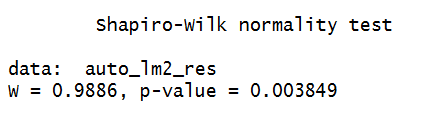 Shapiro-Wilk normality test
data:  auto_lm2_res
W = 0.9886, p-value = 0.003849